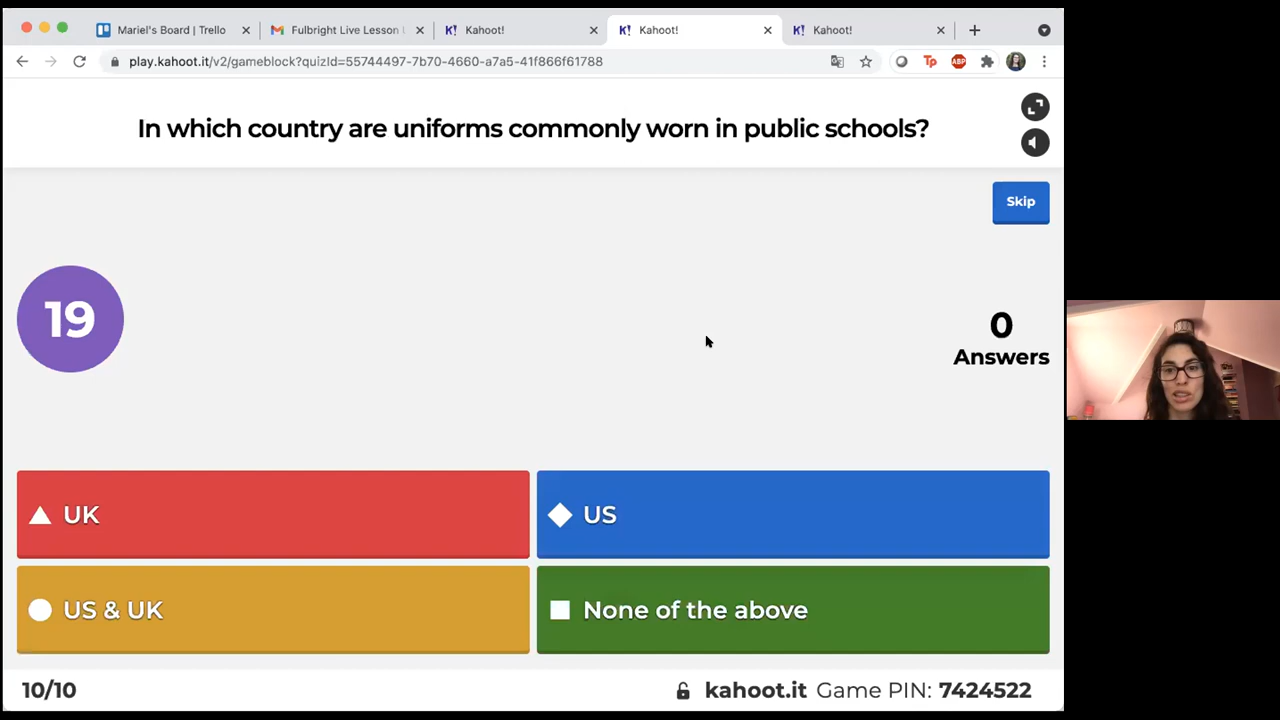 Mariel's Board | Trello
Fulbright Live Lesson
K! Kahoot!
K! Kahoot!
K! Kahoot!
play.kahoot.it/v2/gameblock?quizId=55744497-7b70-4660-a7a5-41f866f61788
Tp
ABP
In which country are uniforms commonly worn in public schools?
Skip
19
0
Answers
UK
US
US & UK
None of the above
10/10
kahoot.it Game PIN: 7424522